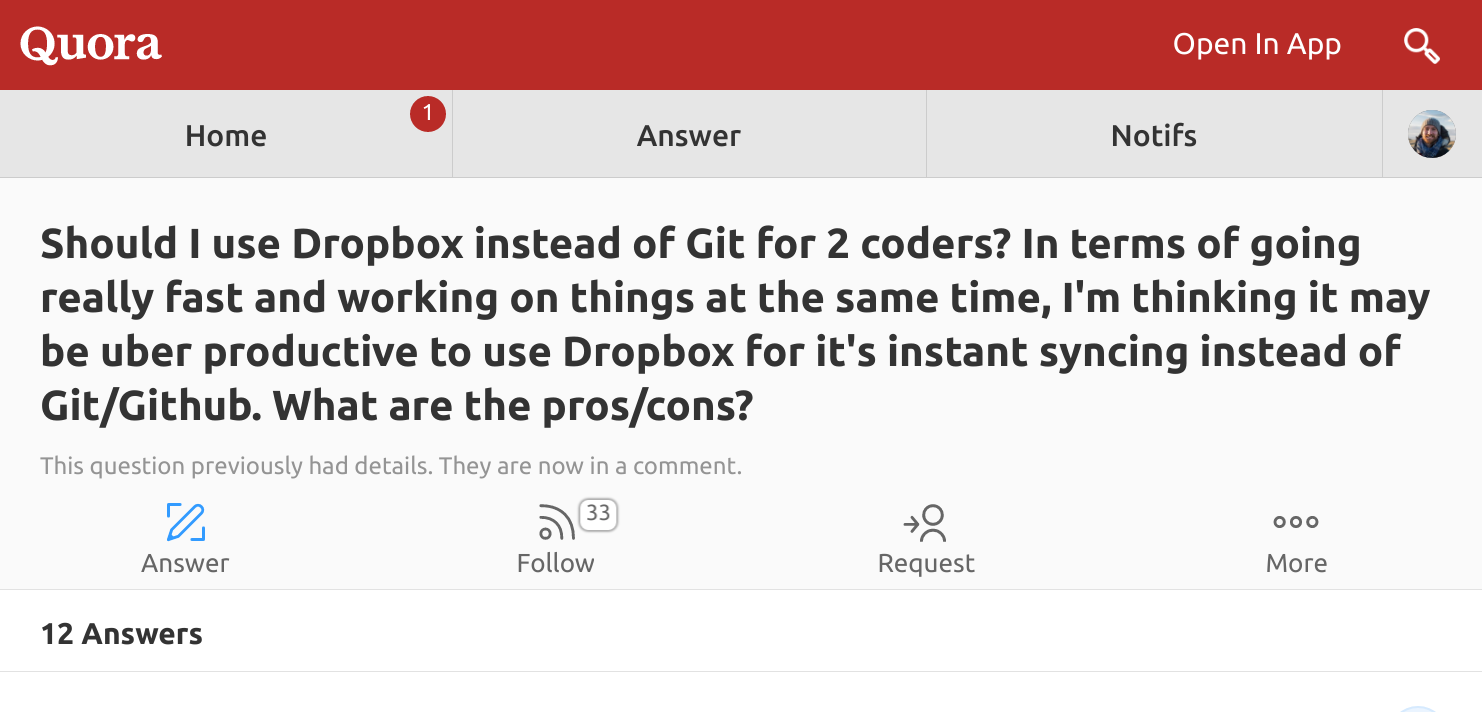 Quora
Open In App
Home
1
Answer
Notifs
Should I use Dropbox instead of Git for 2 coders? In terms of going
really fast and working on things at the same time, I'm thinking it may
be uber productive to use Dropbox for it's instant syncing instead of
Git/Github. What are the pros/cons?
This question previously had details. They are now in a comment.
Answer
33
Follow
Request
More
12 Answers